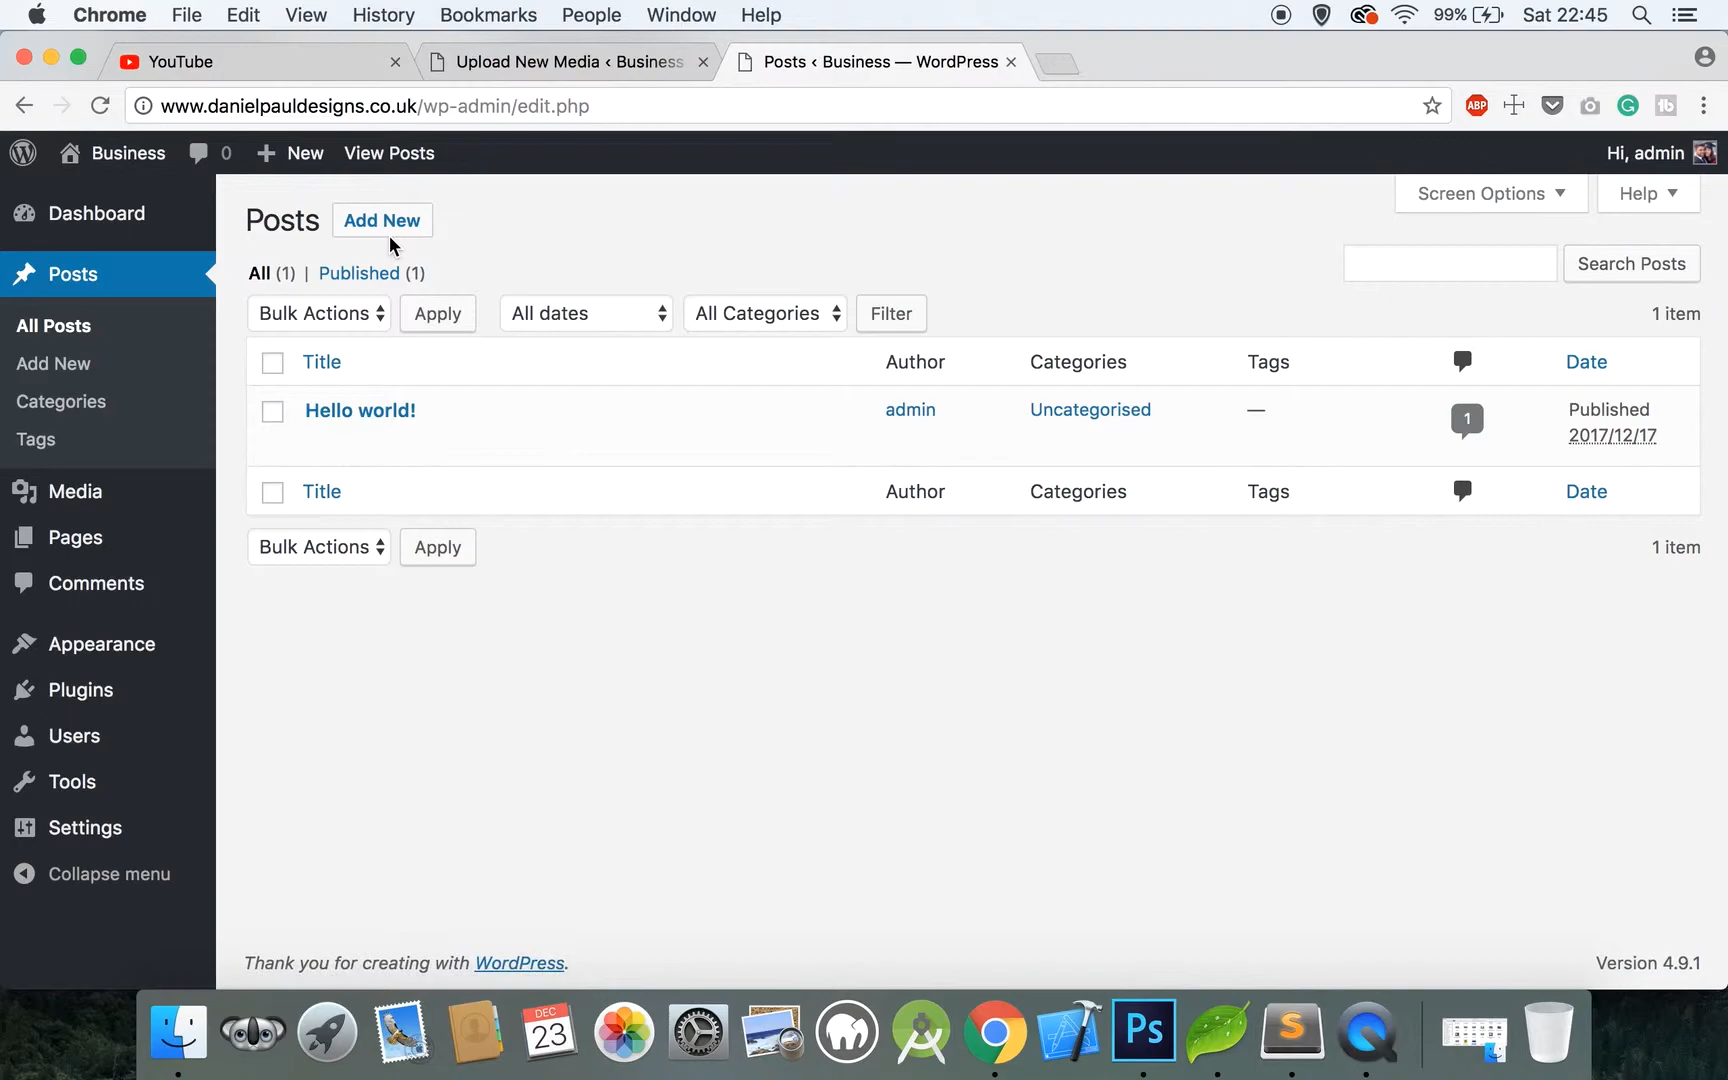 Chrome File Edit View History Bookmarks People Window Help 99% Sat 22:45
YouTube Upload New Media ‹ Business Posts ‹ Business — WordPress
www.danielpauldesigns.co.uk/wp-admin/edit.php ABP
Business 0 New View Posts Hi, admin
Screen Options Help
Dashboard
Posts Add New
Posts
All (1) | Published (1) Search Posts
Bulk Actions Apply All dates All Categories Filter 1 item
All Posts
Add New
Categories
Tags
Title Author Categories Tags Date
Hello world! admin Uncategorised — 1 Published
2017/12/17
Title Author Categories Tags Date
Bulk Actions Apply 1 item
Media
Pages
Comments
Appearance
Plugins
Users
Tools
Settings
Collapse menu
Thank you for creating with WordPress. Version 4.9.1
DEC
23
Ps
S